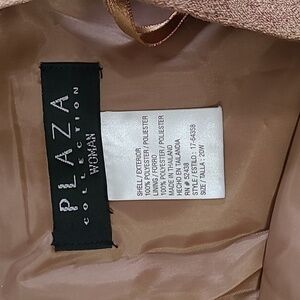 PLAZA
COLLECTION
WOMAN
SHELL / EXTERIOR
100% POLYESTER / POLIESTER
LINING / FORRO
100% POLYESTER / POLIESTER
MADE IN THAILAND
HECHO EN TAILANDIA
RN # 52438
STYLE / ESTILO : 17-6435B
SIZE / TALLA : 20W